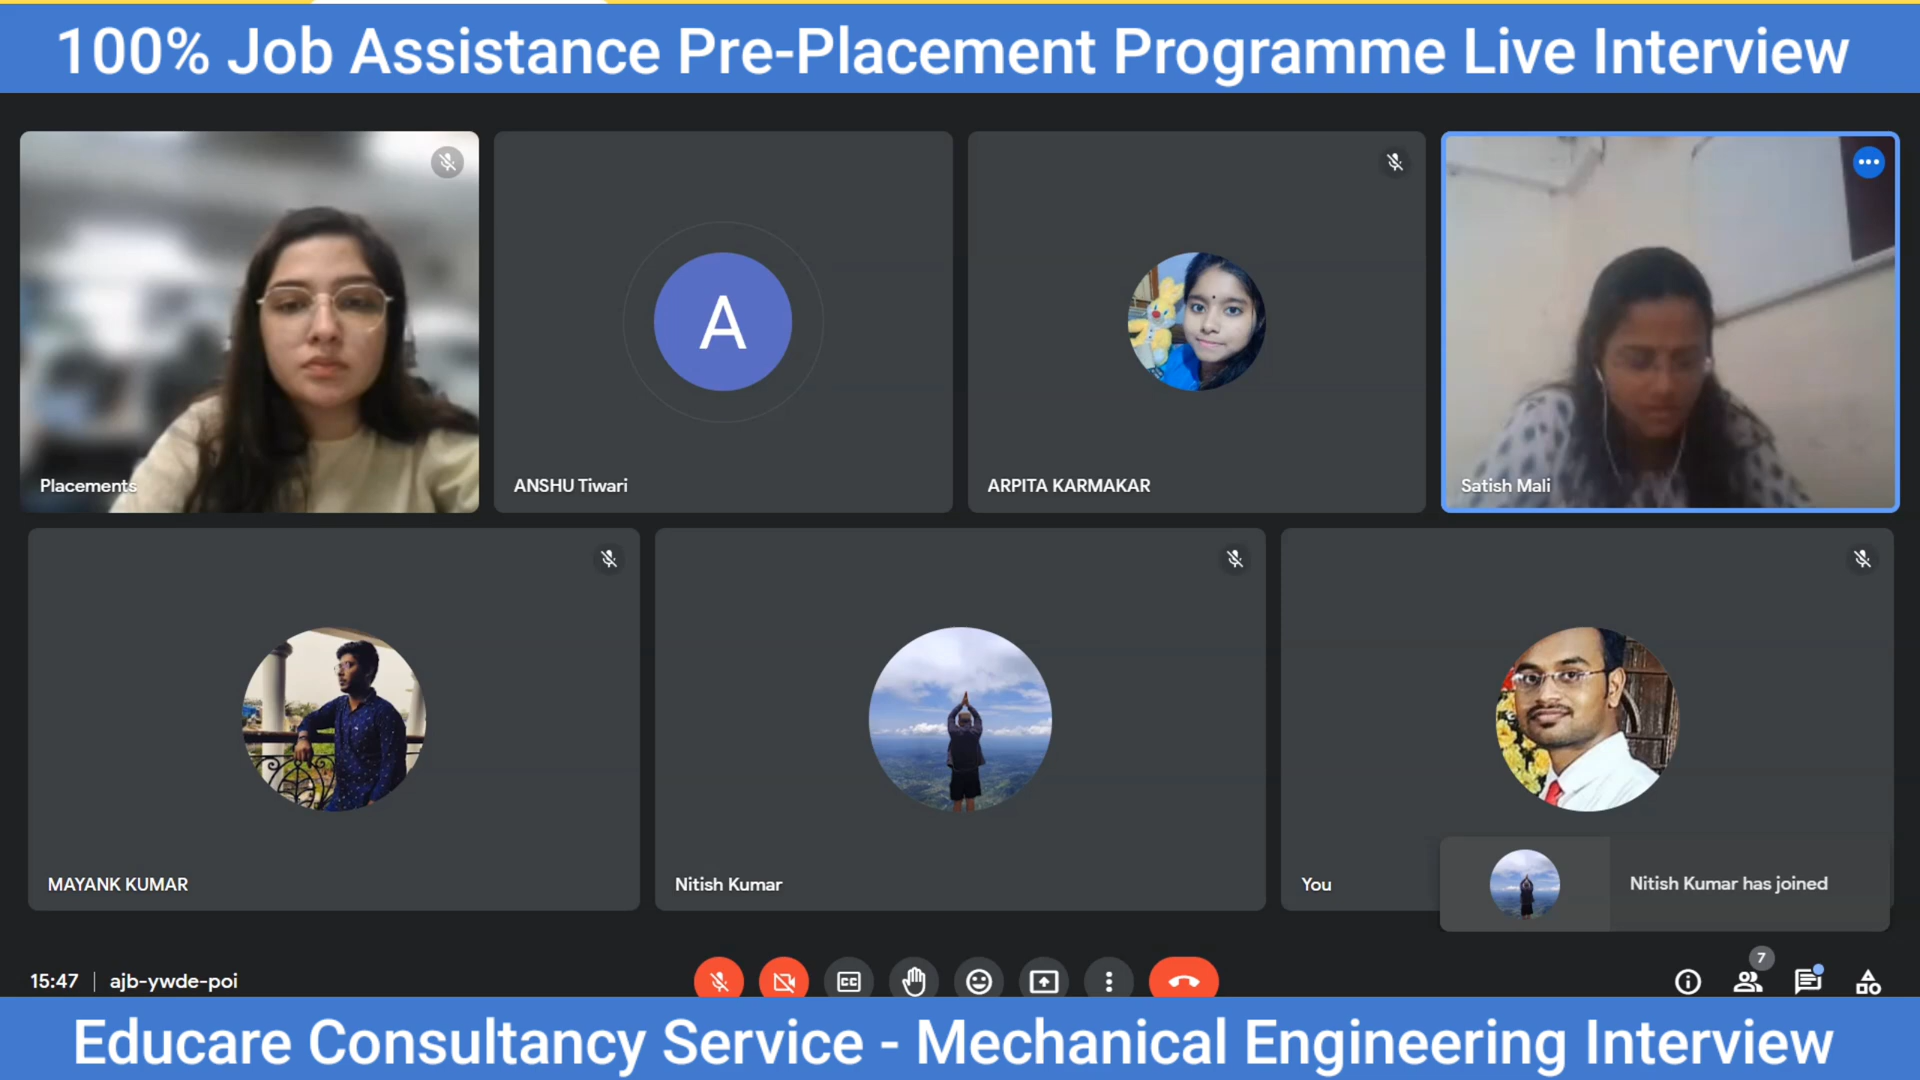 100% Job Assistance Pre-Placement Programme Live Interview
Placements
A
ANSHU Tiwari
ARPITA KARMAKAR
Satish Mali
MAYANK KUMAR
Nitish Kumar
You
Nitish Kumar has joined
15:47 | ajb-ywde-poi
CC
7
Educare Consultancy Service - Mechanical Engineering Interview